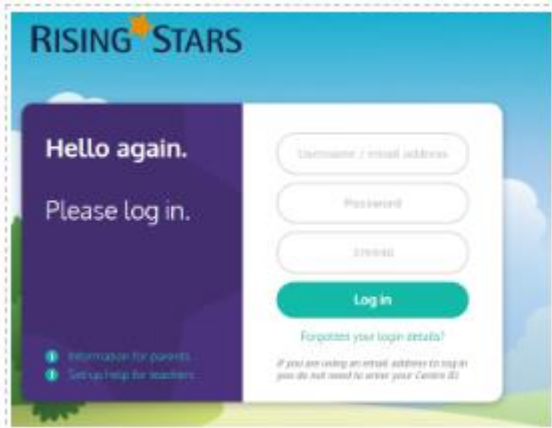 RISING STARS
Hello again.
Please log in.
Username / email address
Password
Log in
Forgotten your login details?
If you are using an email address to log in
you do not need to enter your Centre ID.
Information for parents
Set up help for teachers